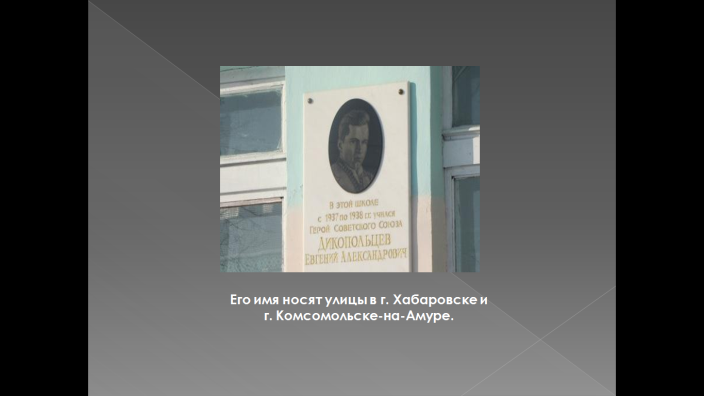 В ЭТОЙ ШКОЛЕ
с 1937 по 1938 гг. УЧИЛСЯ
ГЕРОЙ СОВЕТСКОГО СОЮЗА
ДИКОПОЛЬЦЕВ
ЕВГЕНИЙ АЛЕКСАНДРОВИЧ
Его имя носят улицы в г. Хабаровске и
г. Комсомольске-на-Амуре.